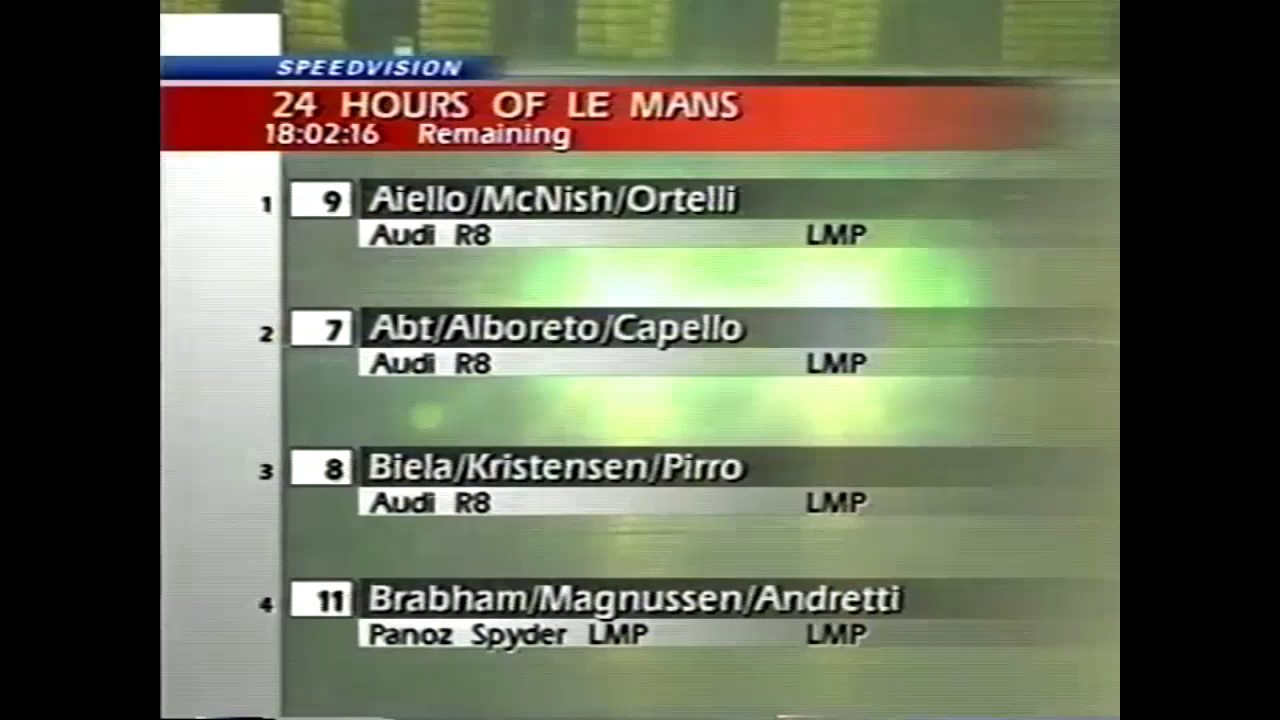 SPEEDVISION
24 HOURS OF LE MANS
18:02:16 Remaining
1 9 Aiello/McNish/Ortelli
Audi R8 LMP
2 7 Abt/Alboreto/Capello
Audi R8 LMP
3 8 Biela/Kristensen/Pirro
Audi R8 LMP
4 11 Brabham/Magnussen/Andretti
Panoz Spyder LMP LMP